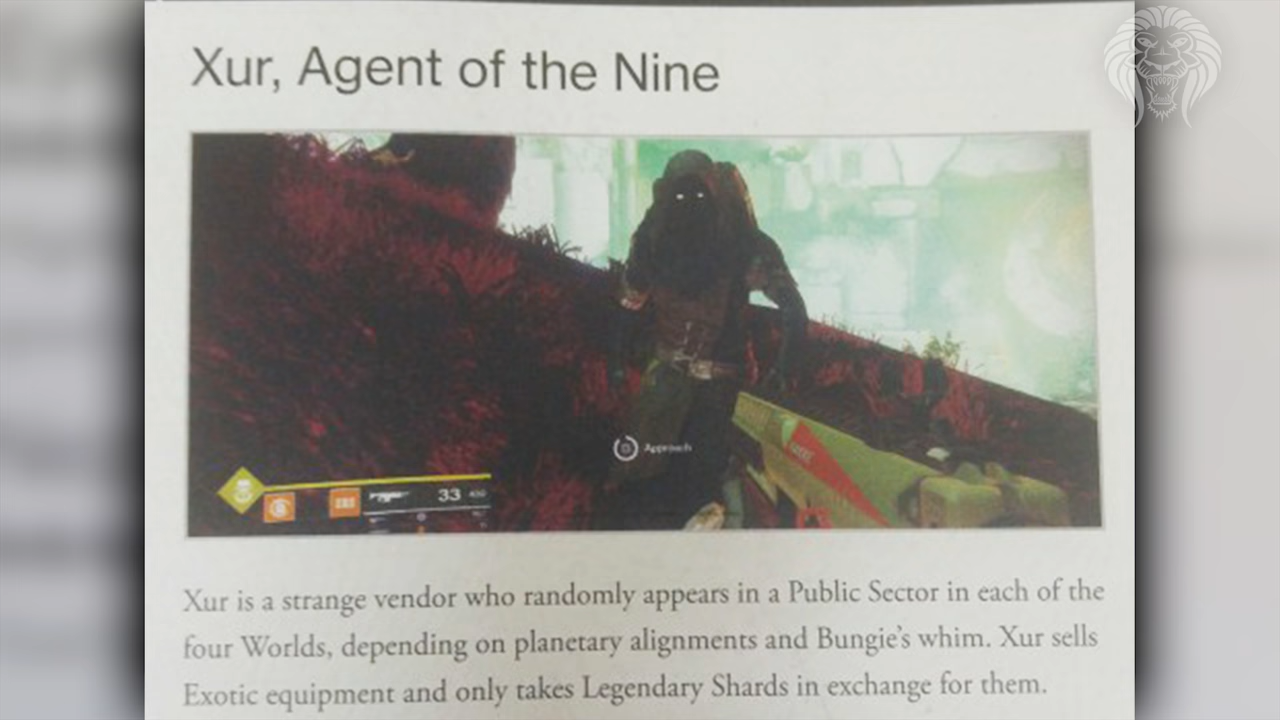 Xur, Agent of the Nine
Approach
33
Xur is a strange vendor who randomly appears in a Public Sector in each of the
four Worlds, depending on planetary alignments and Bungie's whim. Xur sells
Exotic equipment and only takes Legendary Shards in exchange for them.